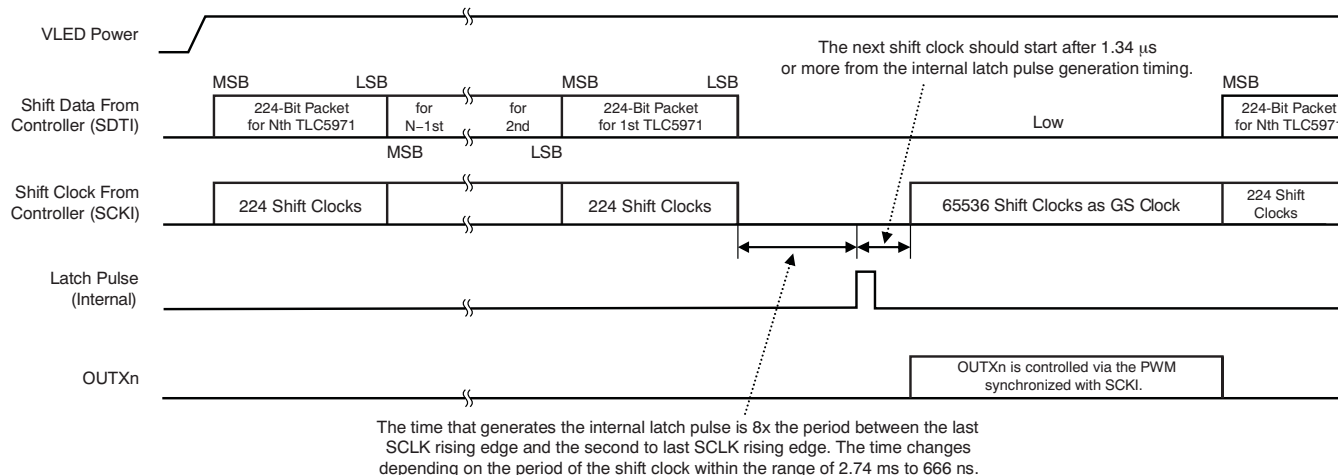 VLED Power
The next shift clock should start after 1.34 μs
or more from the internal latch pulse generation timing.
MSB
LSB
MSB
LSB
MSB
Shift Data From
Controller (SDTI)
224-Bit Packet
for Nth TLC5971
for
N−1st
for
2nd
224-Bit Packet
for 1st TLC5971
Low
224-Bit Packet
for Nth TLC5971
MSB
LSB
Shift Clock From
Controller (SCKI)
224 Shift Clocks
224 Shift Clocks
65536 Shift Clocks as GS Clock
224 Shift
Clocks
Latch Pulse
(Internal)
OUTXn
OUTXn is controlled via the PWM
synchronized with SCKI.
The time that generates the internal latch pulse is 8x the period between the last
SCLK rising edge and the second to last SCLK rising edge. The time changes
depending on the period of the shift clock within the range of 2.74 ms to 666 ns.